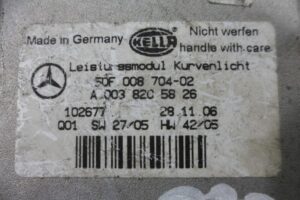 Made in Germany HELLA Nicht werfen
handle with care
Leistungsmodul Kurvenlicht
5DF 008 704-02
A 003 820 58 26
102677 28.11.06
Q01 SW 27/05 HW 42/05